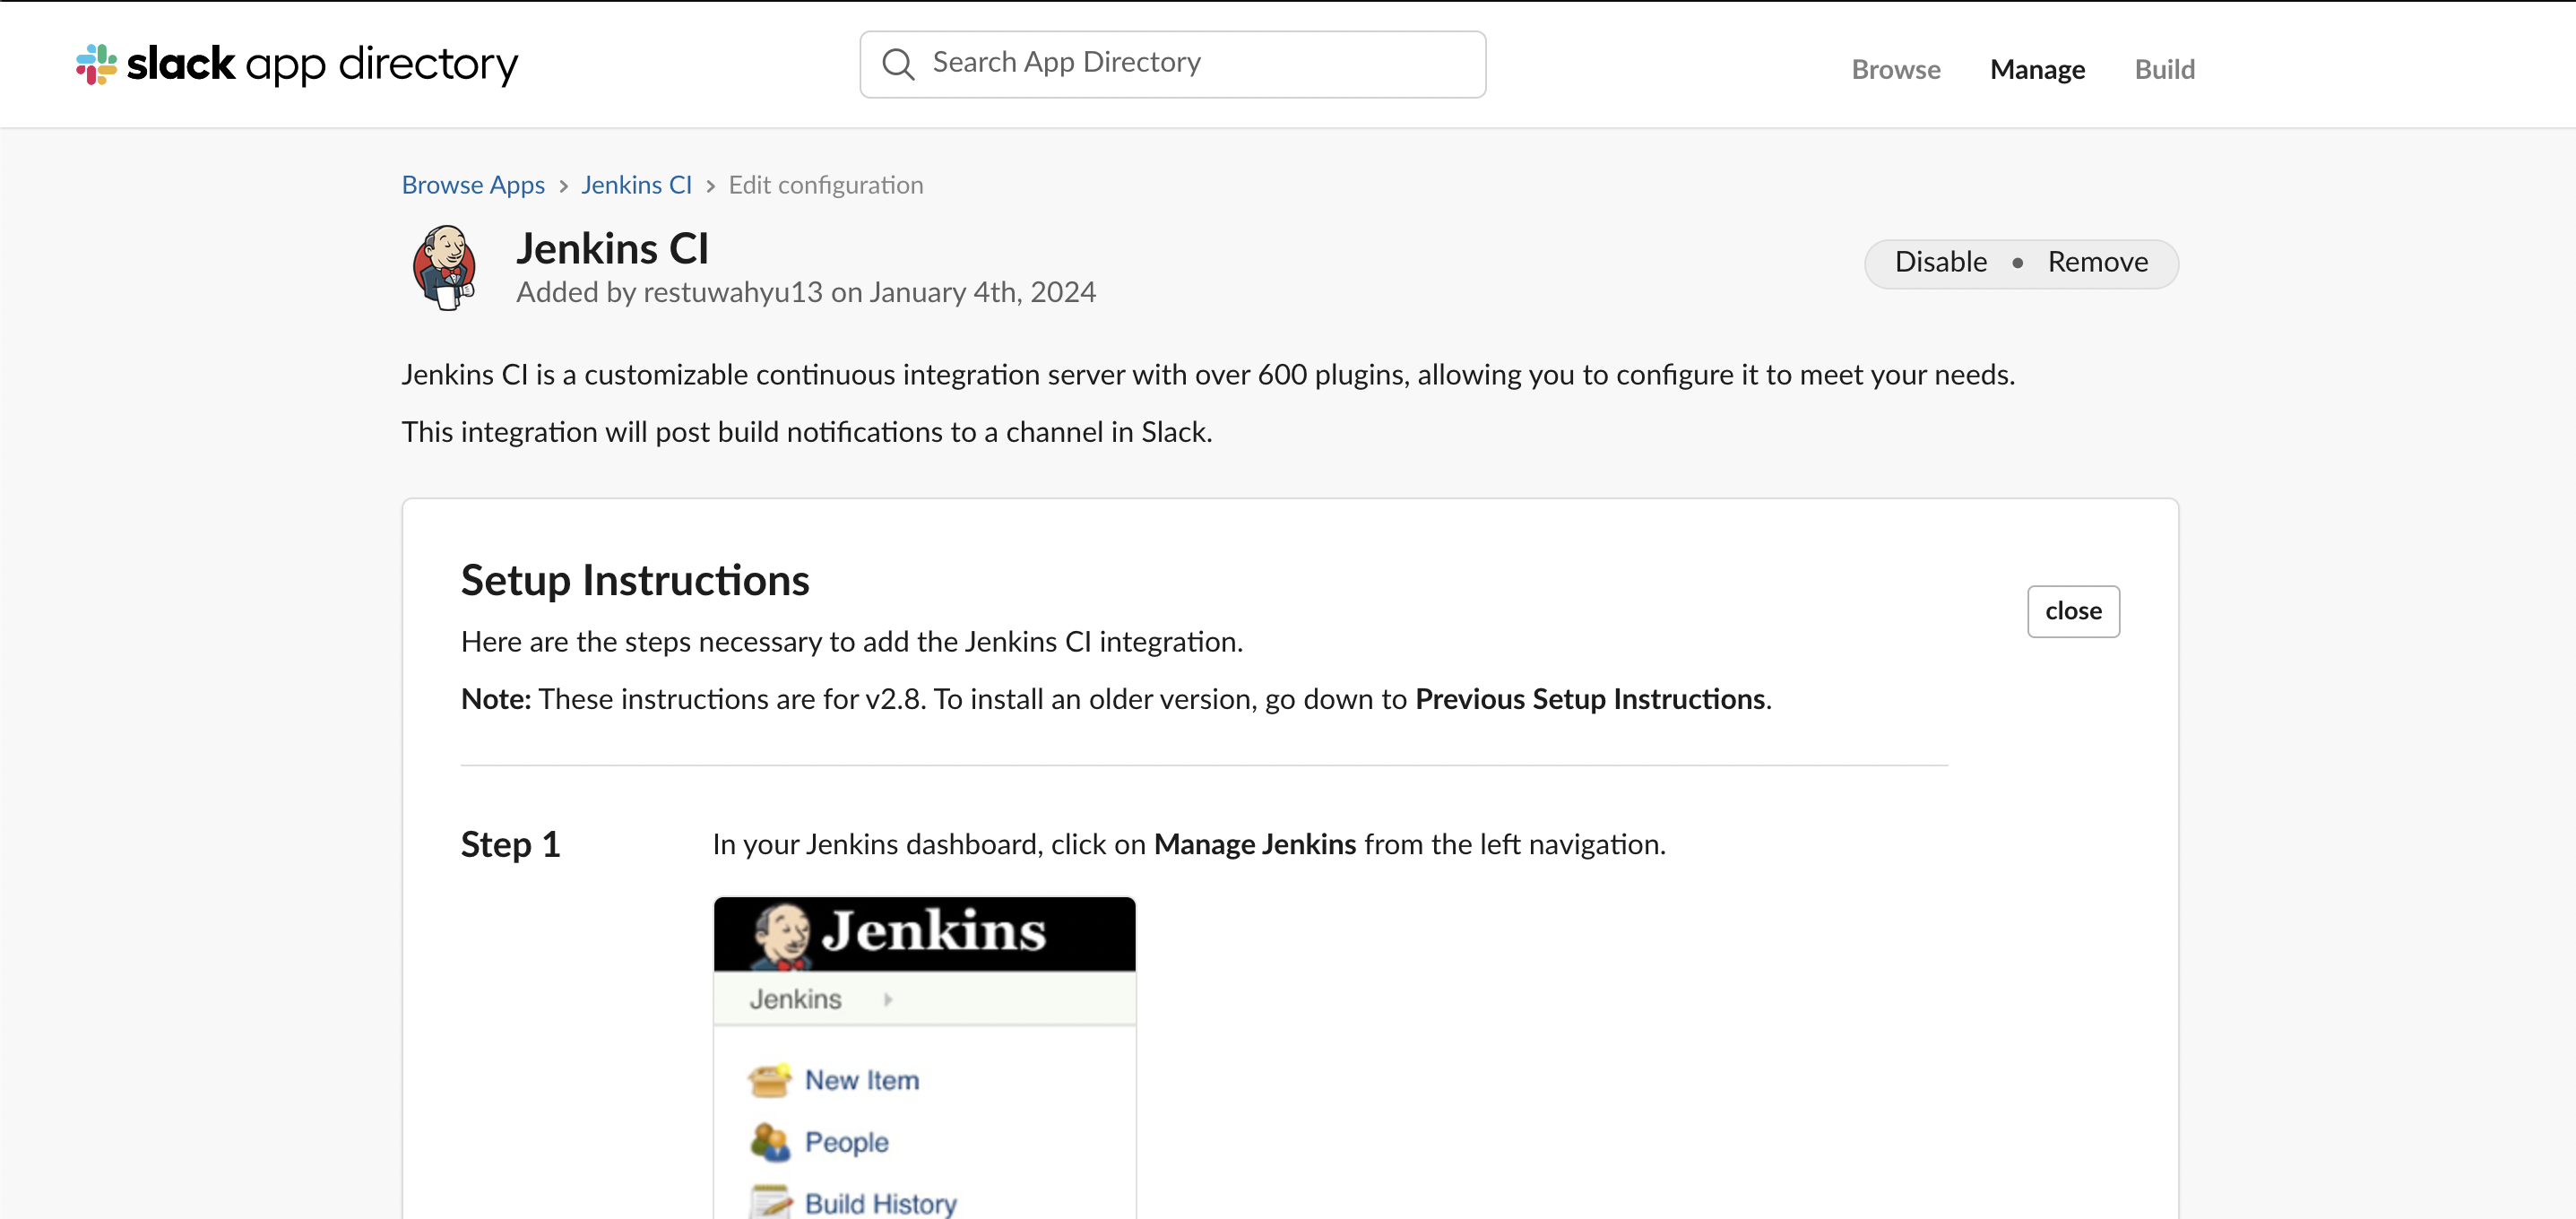 slack app directory
Search App Directory
Browse Manage Build
Browse Apps > Jenkins CI > Edit configuration
Jenkins CI
Added by restuwahyu13 on January 4th, 2024
Disable • Remove
Jenkins CI is a customizable continuous integration server with over 600 plugins, allowing you to configure it to meet your needs.
This integration will post build notifications to a channel in Slack.
Setup Instructions
close
Here are the steps necessary to add the Jenkins CI integration.
Note: These instructions are for v2.8. To install an older version, go down to Previous Setup Instructions.
Step 1
In your Jenkins dashboard, click on Manage Jenkins from the left navigation.
Jenkins
Jenkins
New Item
People
Build History